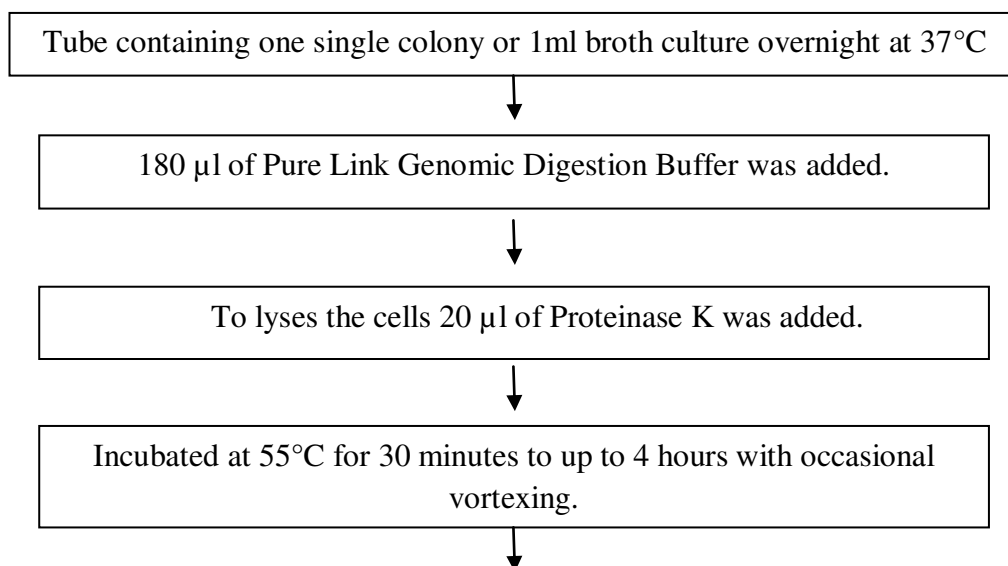 Tube containing one single colony or 1ml broth culture overnight at 37°C
180 µl of Pure Link Genomic Digestion Buffer was added.
To lyses the cells 20 µl of Proteinase K was added.
Incubated at 55°C for 30 minutes to up to 4 hours with occasional
vortexing.